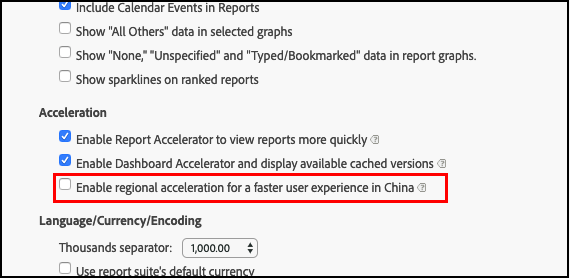 Include Calendar Events in Reports
Show "All Others" data in selected graphs
Show "None," "Unspecified" and "Typed/Bookmarked" data in report graphs.
Show sparklines on ranked reports
Acceleration
Enable Report Accelerator to view reports more quickly ?
Enable Dashboard Accelerator and display available cached versions ?
Enable regional acceleration for a faster user experience in China ?
Language/Currency/Encoding
Thousands separator: 1,000.00
Use report suite's default currency